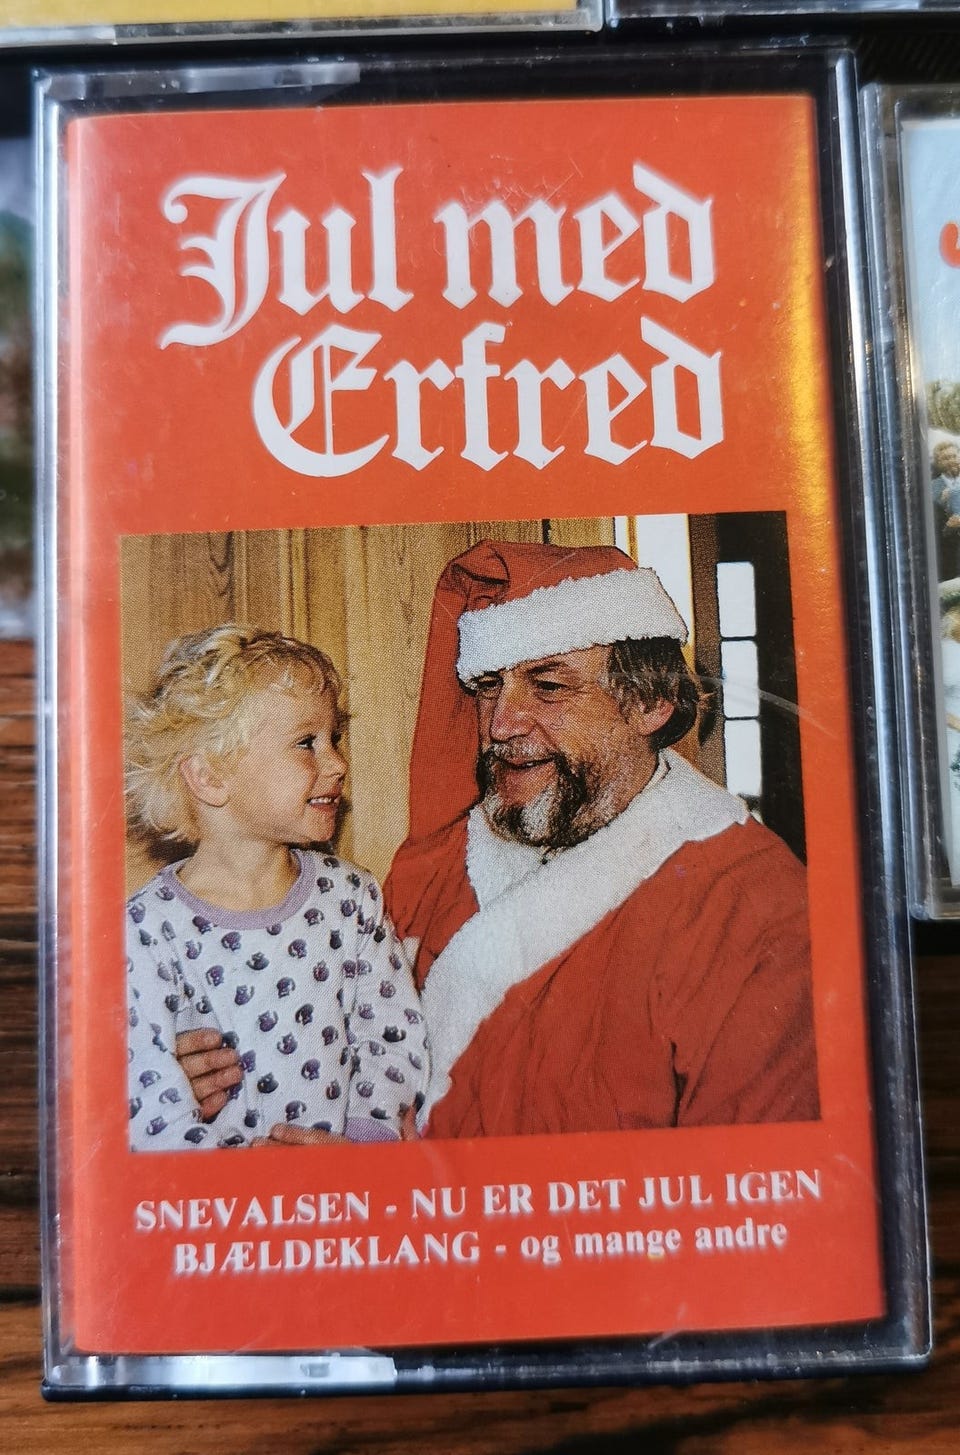 Jul med
Erfred
SNEVALSEN - NU ER DET JUL IGEN
BJÆLDEKLANG - og mange andre